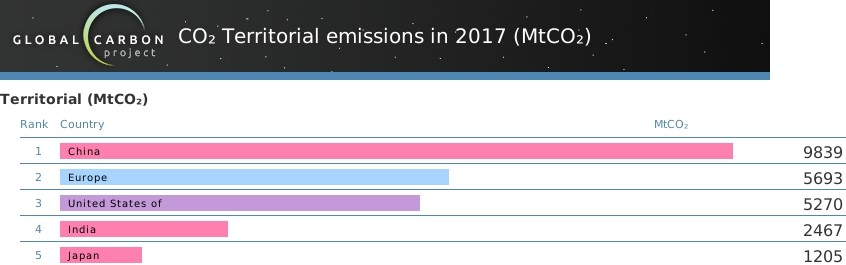 GLOBAL CARBON
project
CO₂ Territorial emissions in 2017 (MtCO₂)
Territorial (MtCO₂)
Rank Country MtCO₂
1 China 9839
2 Europe 5693
3 United States of 5270
4 India 2467
5 Japan 1205